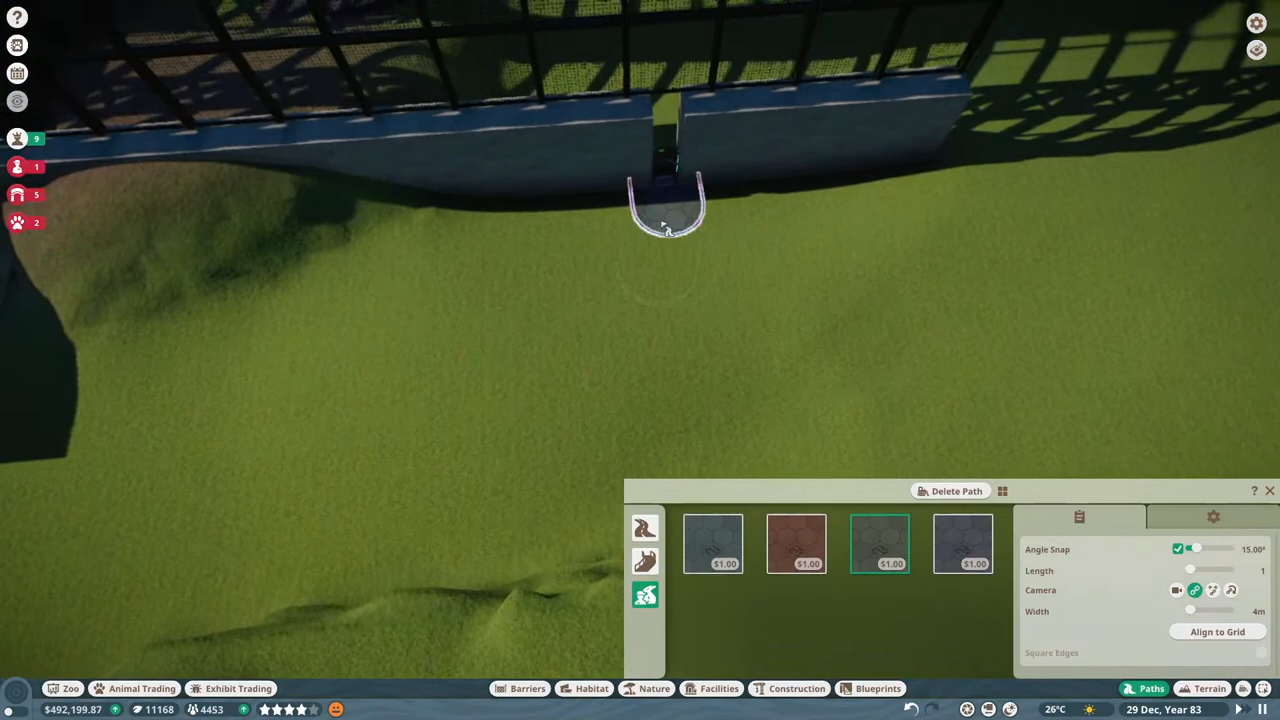 ?
9
1
5
2
Delete Path
?
$1.00
$1.00
$1.00
$1.00
Angle Snap
15.00°
Length
1
Camera
Width
4m
Align to Grid
Square Edges
Zoo
Animal Trading
Exhibit Trading
Barriers
Habitat
Nature
Facilities
Construction
Blueprints
Paths
Terrain
$492,199.87
11168
4453
26°C
29 Dec, Year 83